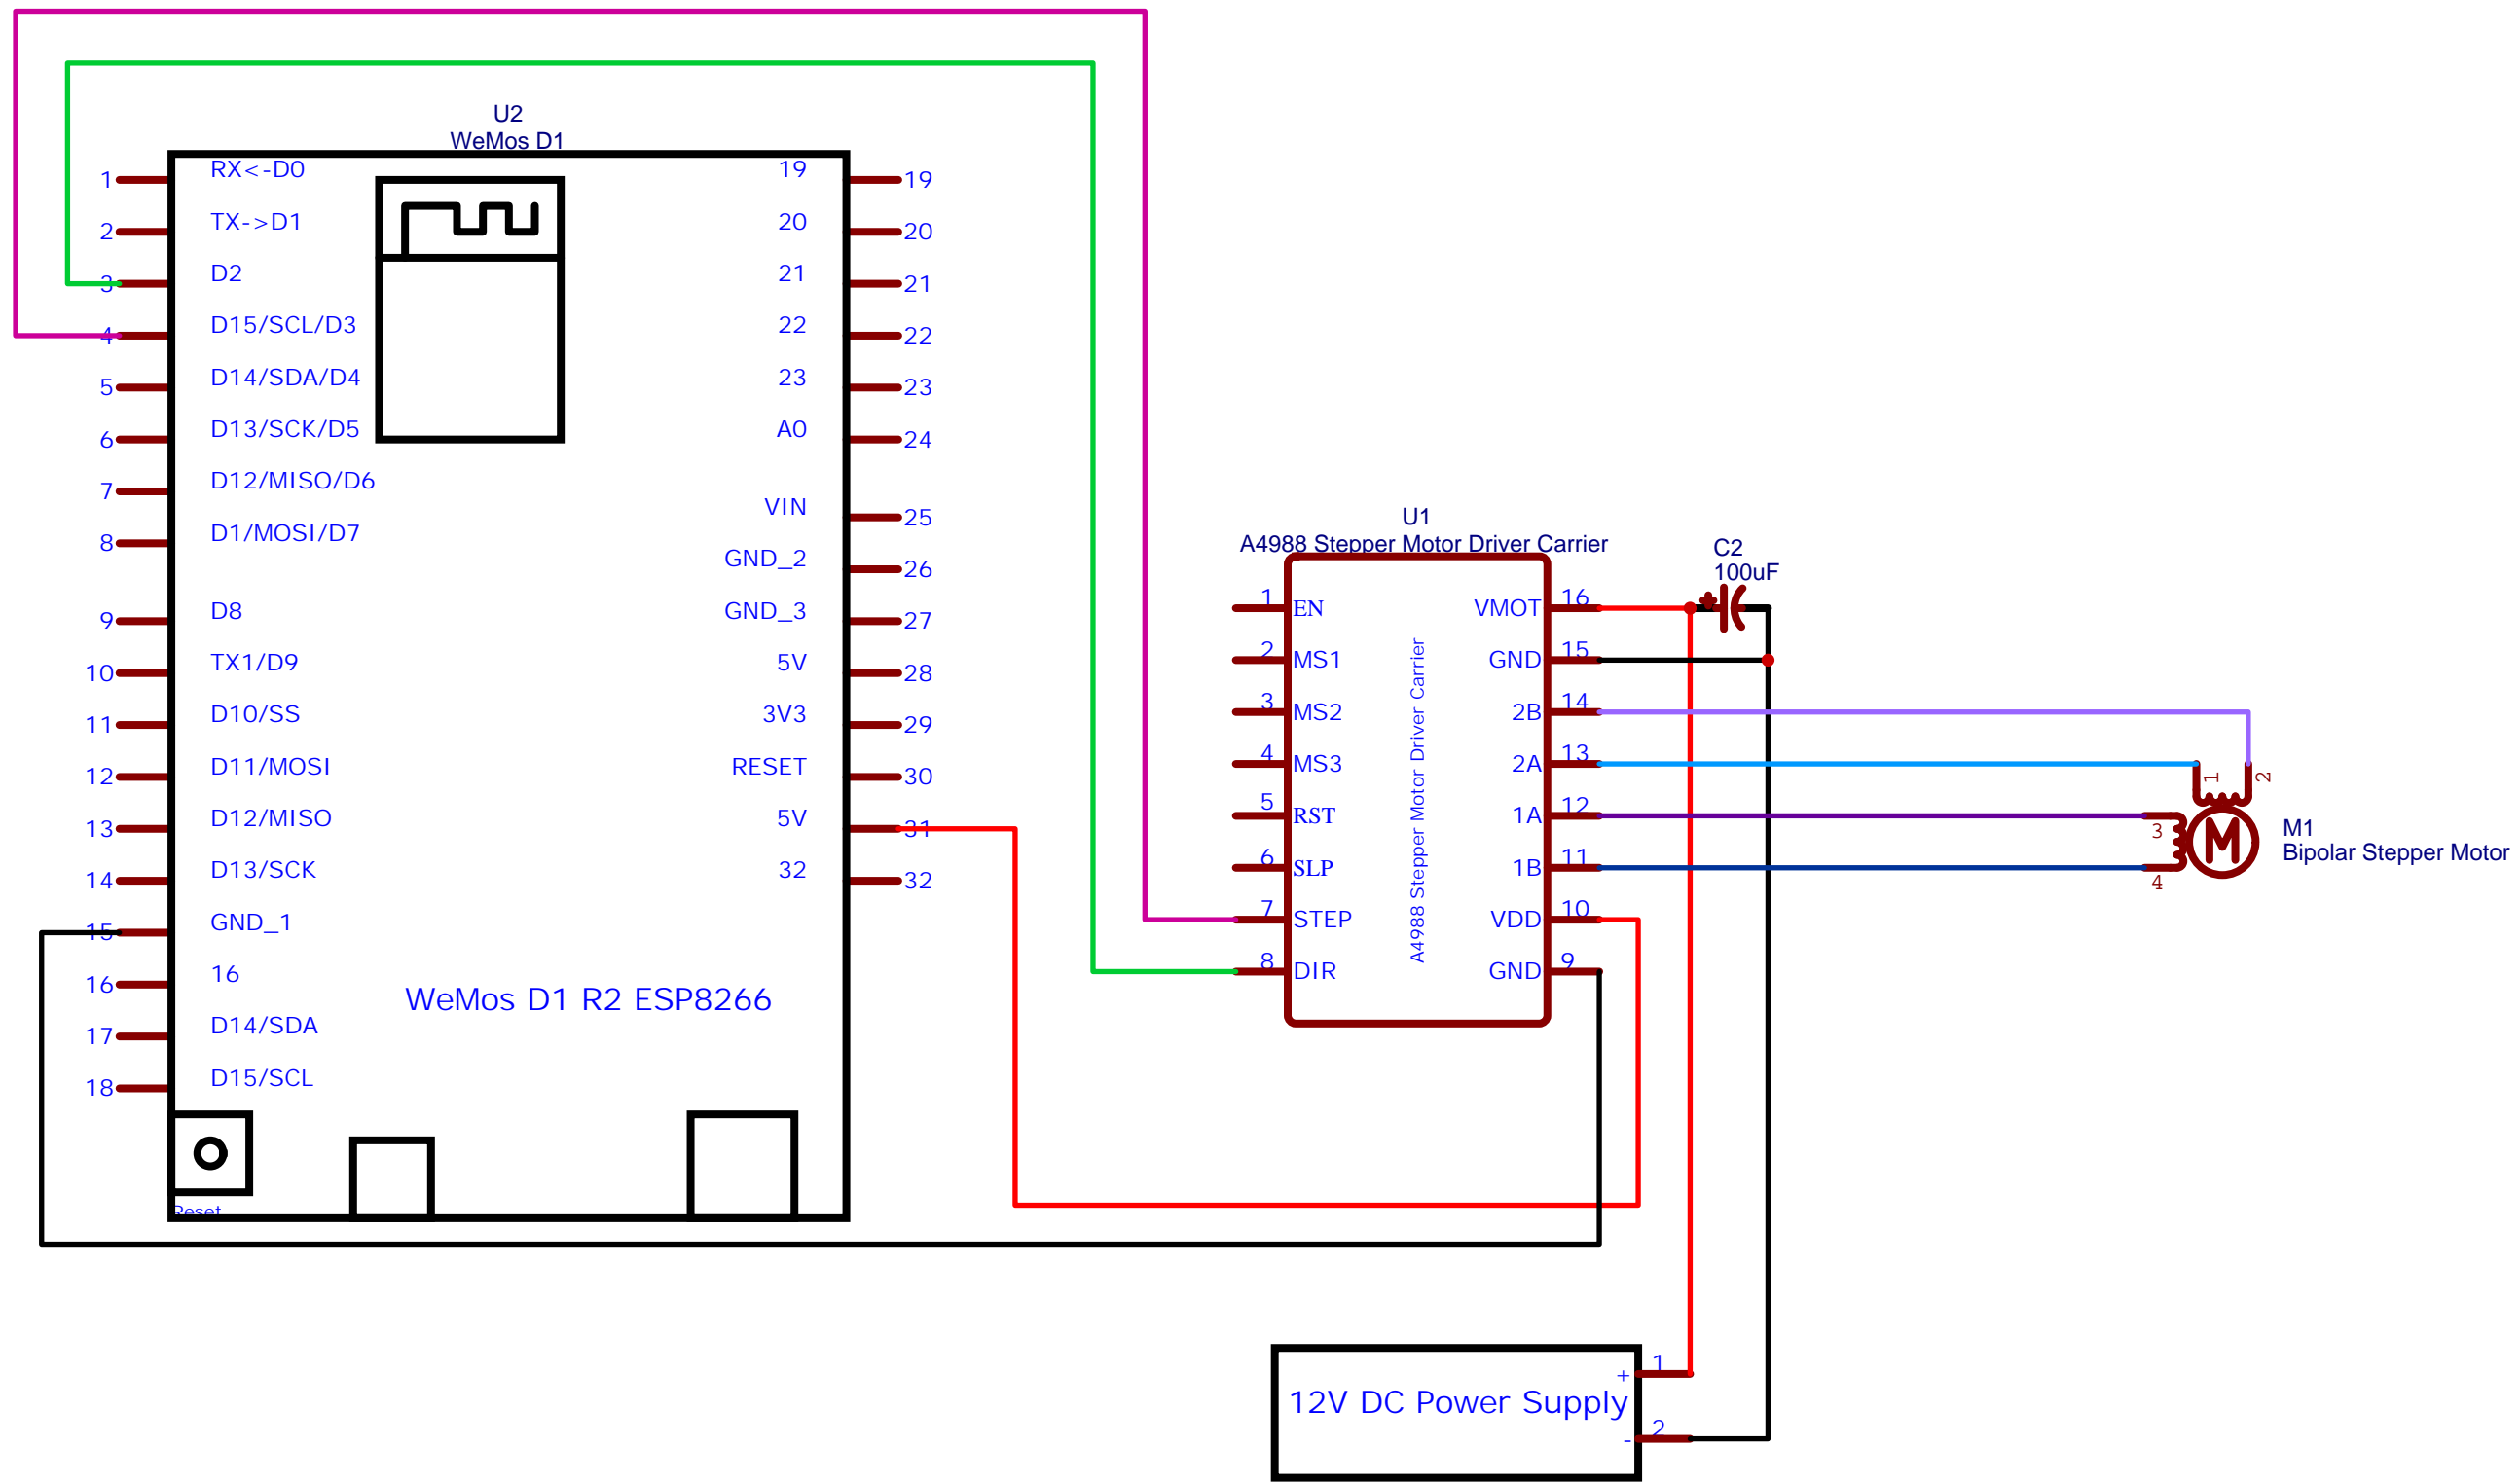 U2
WeMos D1
1 RX<-D0
2 TX->D1
3 D2
4 D15/SCL/D3
5 D14/SDA/D4
6 D13/SCK/D5
7 D12/MISO/D6
8 D1/MOSI/D7
9 D8
10 TX1/D9
11 D10/SS
12 D11/MOSI
13 D12/MISO
14 D13/SCK
15 GND_1
16 16
17 D14/SDA
18 D15/SCL
19 19
20 20
21 21
22 22
23 23
A0 24
VIN 25
GND_2 26
GND_3 27
5V 28
3V3 29
RESET 30
5V 31
32 32
WeMos D1 R2 ESP8266
Reset
U1
A4988 Stepper Motor Driver Carrier
1 EN
2 MS1
3 MS2
4 MS3
5 RST
6 SLP
7 STEP
8 DIR
A4988 Stepper Motor Driver Carrier
VMOT 16
GND 15
2B 14
2A 13
1A 12
1B 11
VDD 10
GND 9
C2
100uF
+
1
2
3
4
M
M1
Bipolar Stepper Motor
12V DC Power Supply
+ 1
- 2